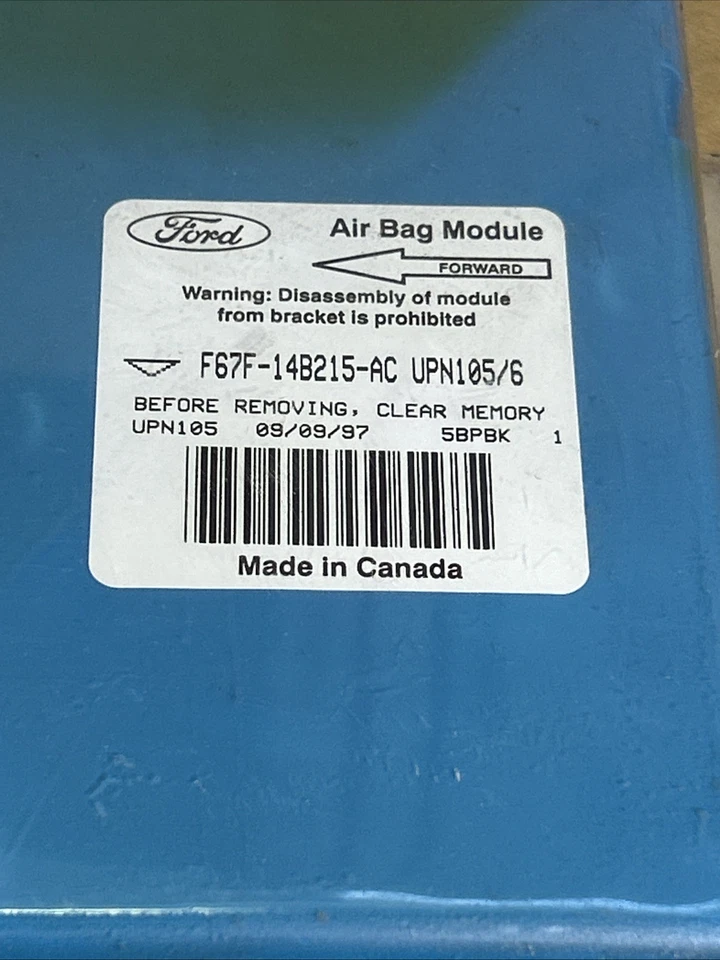 Ford Air Bag Module
FORWARD
Warning: Disassembly of module
from bracket is prohibited
F67F-14B215-AC UPN105/6
BEFORE REMOVING, CLEAR MEMORY
UPN105 09/09/97 5BPBK 1
Made in Canada